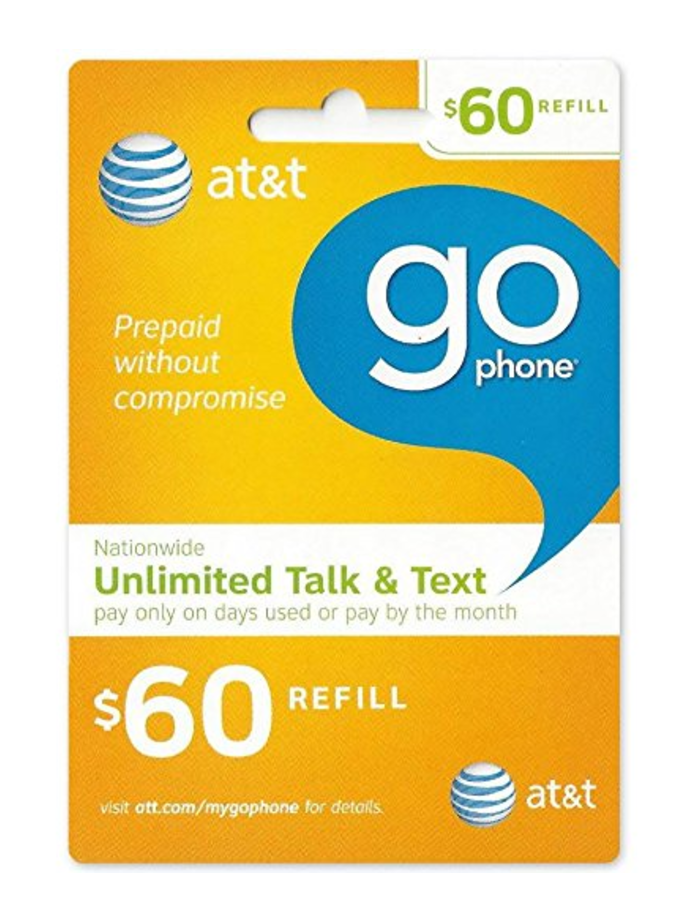 $60 REFILL
at&t
go
phone®
Prepaid
without
compromise
Nationwide
Unlimited Talk & Text
pay only on days used or pay by the month
$60 REFILL
visit att.com/mygophone for details.
at&t